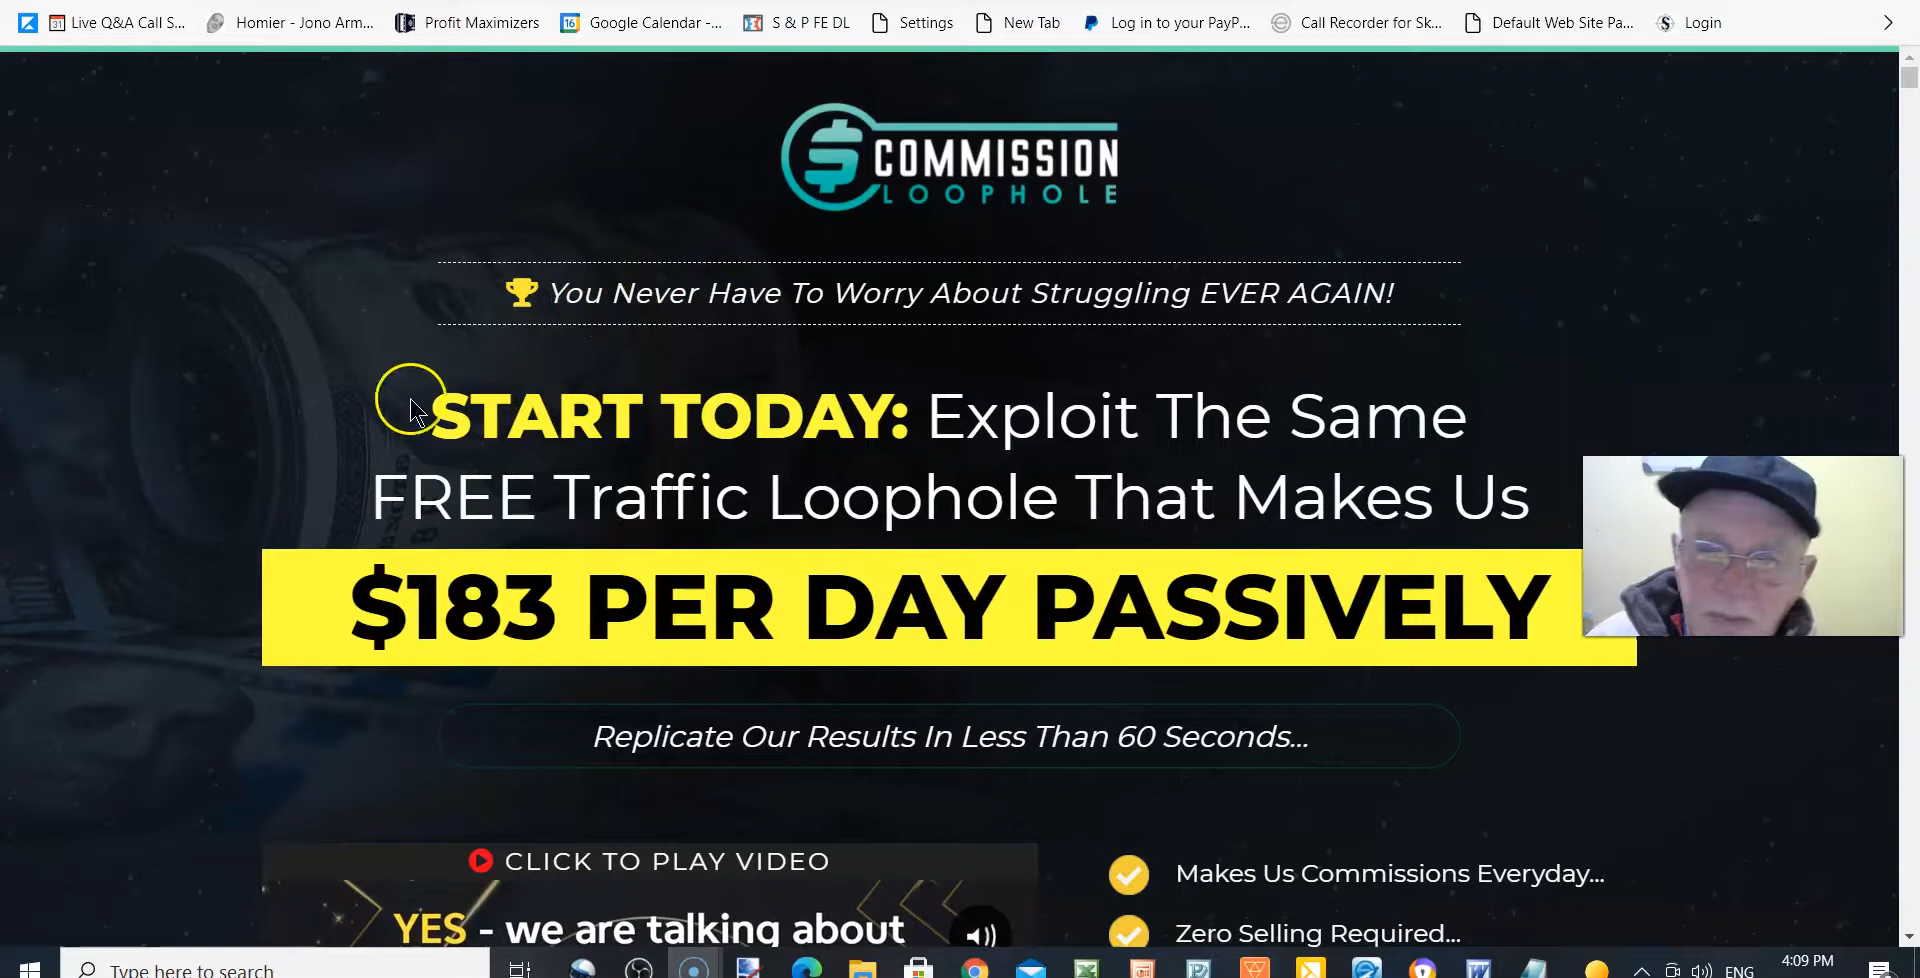 Live Q&A Call S... Homier - Jono Arm... Profit Maximizers Google Calendar -... S & P FE DL Settings New Tab Log in to your PayP... Call Recorder for Sk... Default Web Site Pa... Login
COMMISSION
LOOPHOLE
You Never Have To Worry About Struggling EVER AGAIN!
START TODAY: Exploit The Same
FREE Traffic Loophole That Makes Us
$183 PER DAY PASSIVELY
Replicate Our Results In Less Than 60 Seconds...
CLICK TO PLAY VIDEO
YES - we are talking about
Makes Us Commissions Everyday...
Zero Selling Required...
Type here to search
ENG
4:09 PM